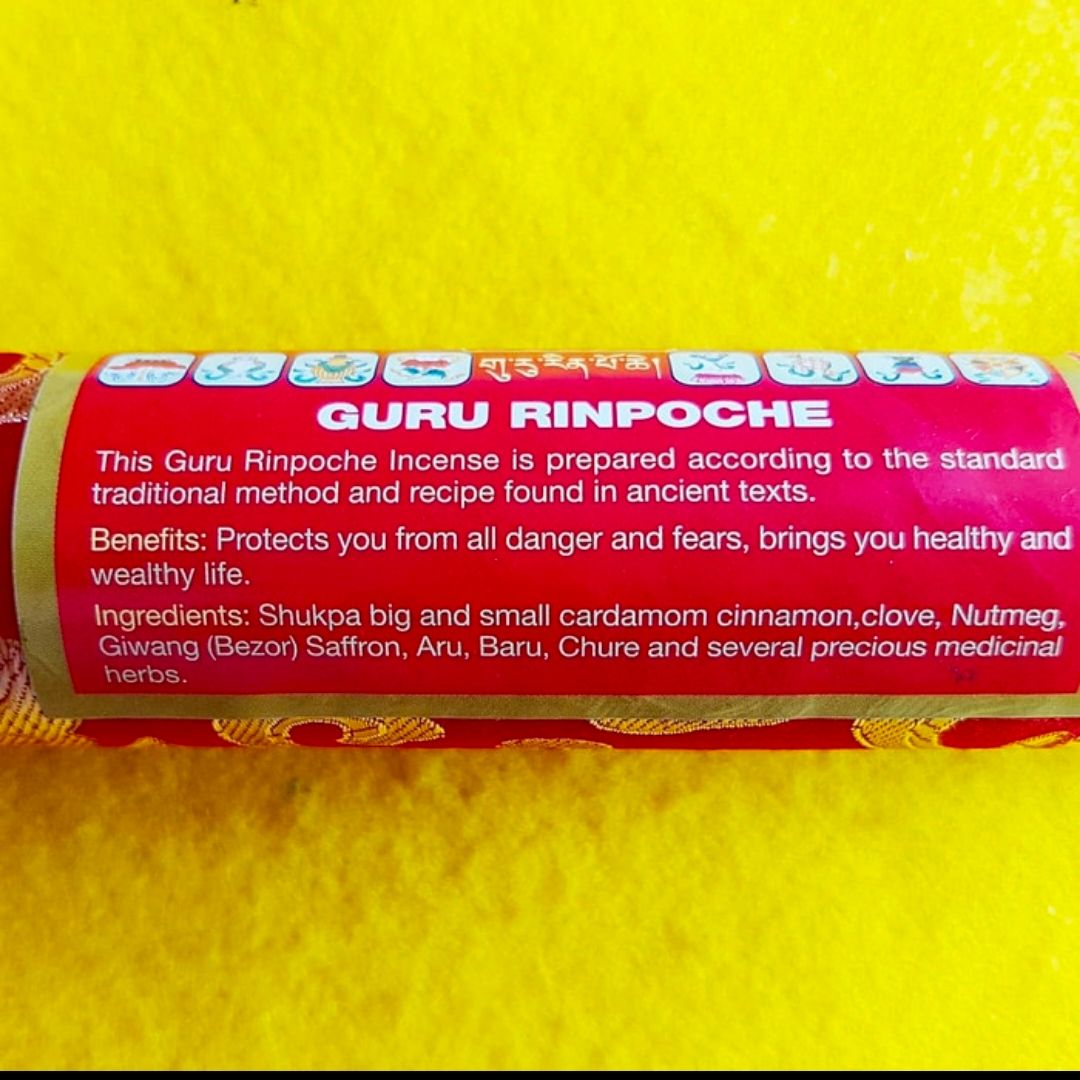 གུ་རུ་རིན་པོ་ཆེ།
GURU RINPOCHE
This Guru Rinpoche Incense is prepared according to the standard
traditional method and recipe found in ancient texts.
Benefits: Protects you from all danger and fears, brings you healthy and
wealthy life.
Ingredients: Shukpa big and small cardamom cinnamon,clove, Nutmeg,
Giwang (Bezor) Saffron, Aru, Baru, Chure and several precious medicinal
herbs.